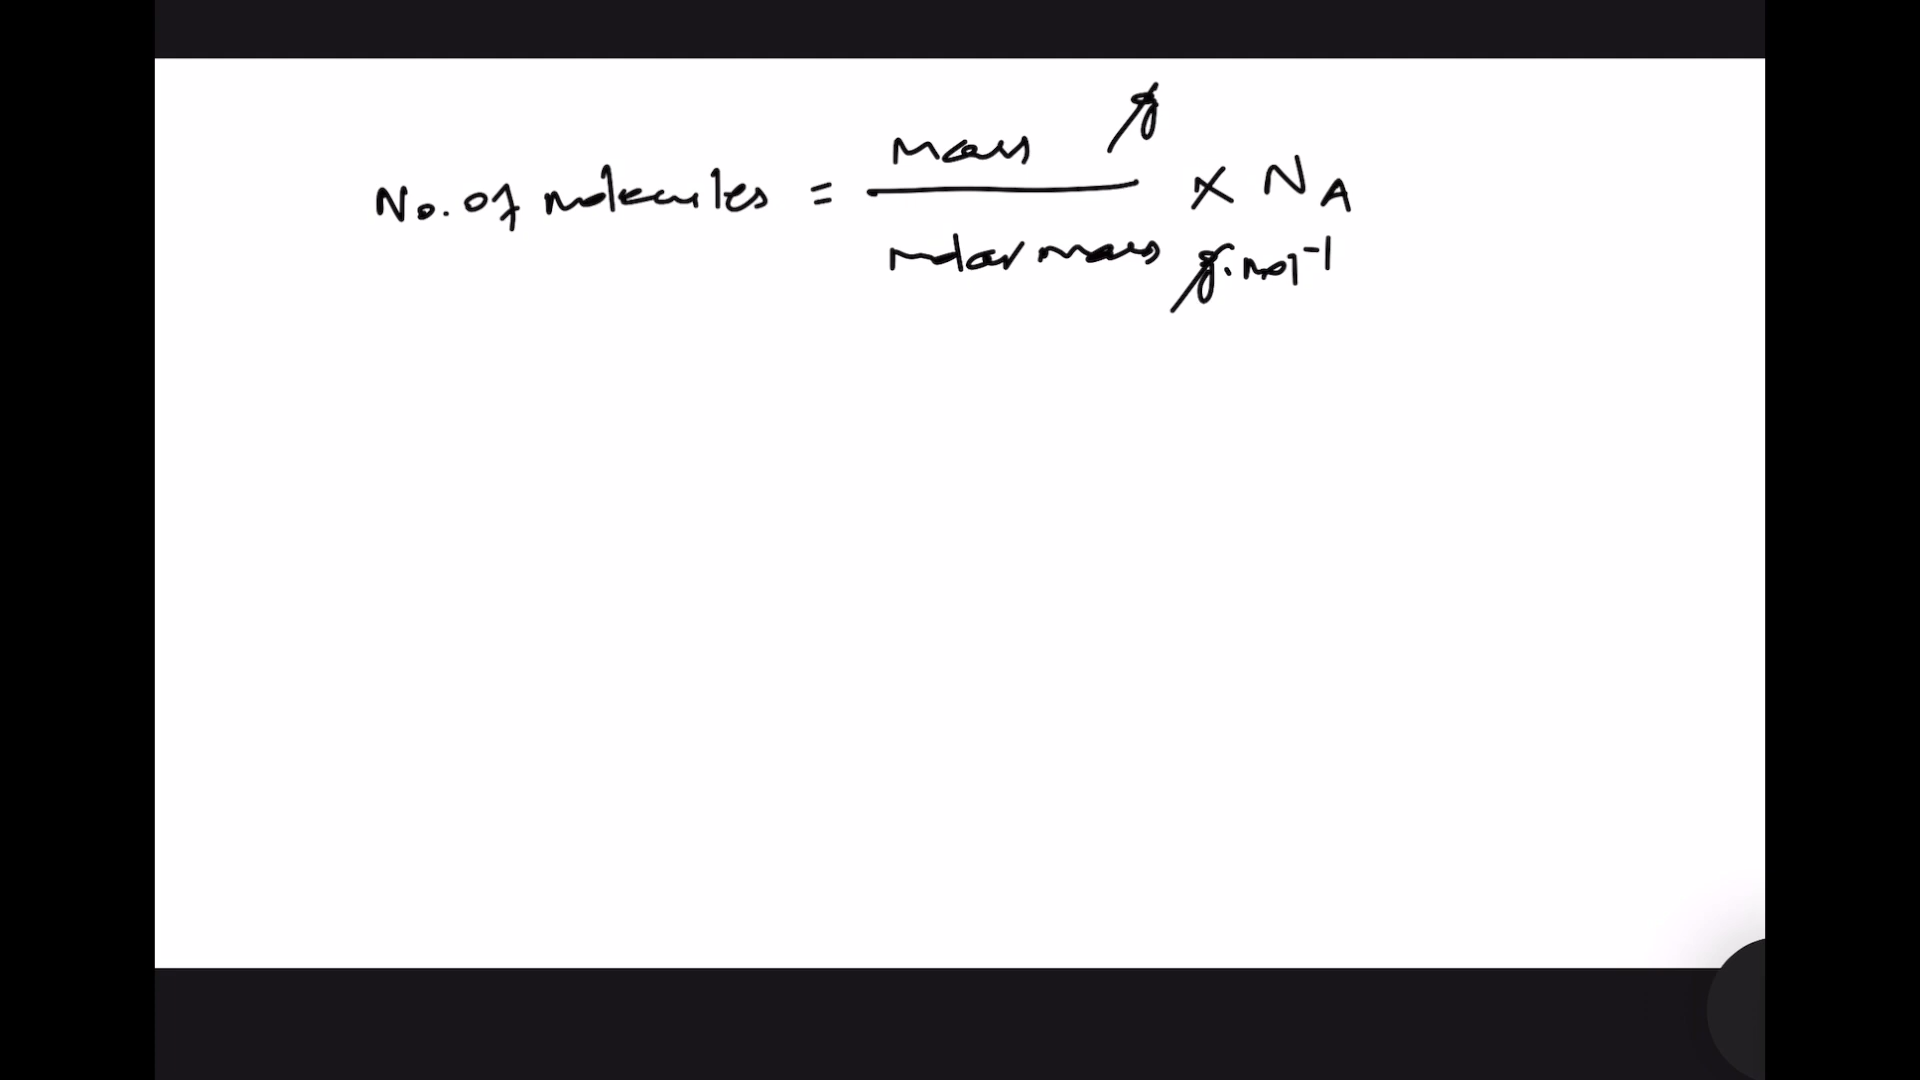 No. of molecules = mass g / molar mass g.mol⁻¹ × N_A